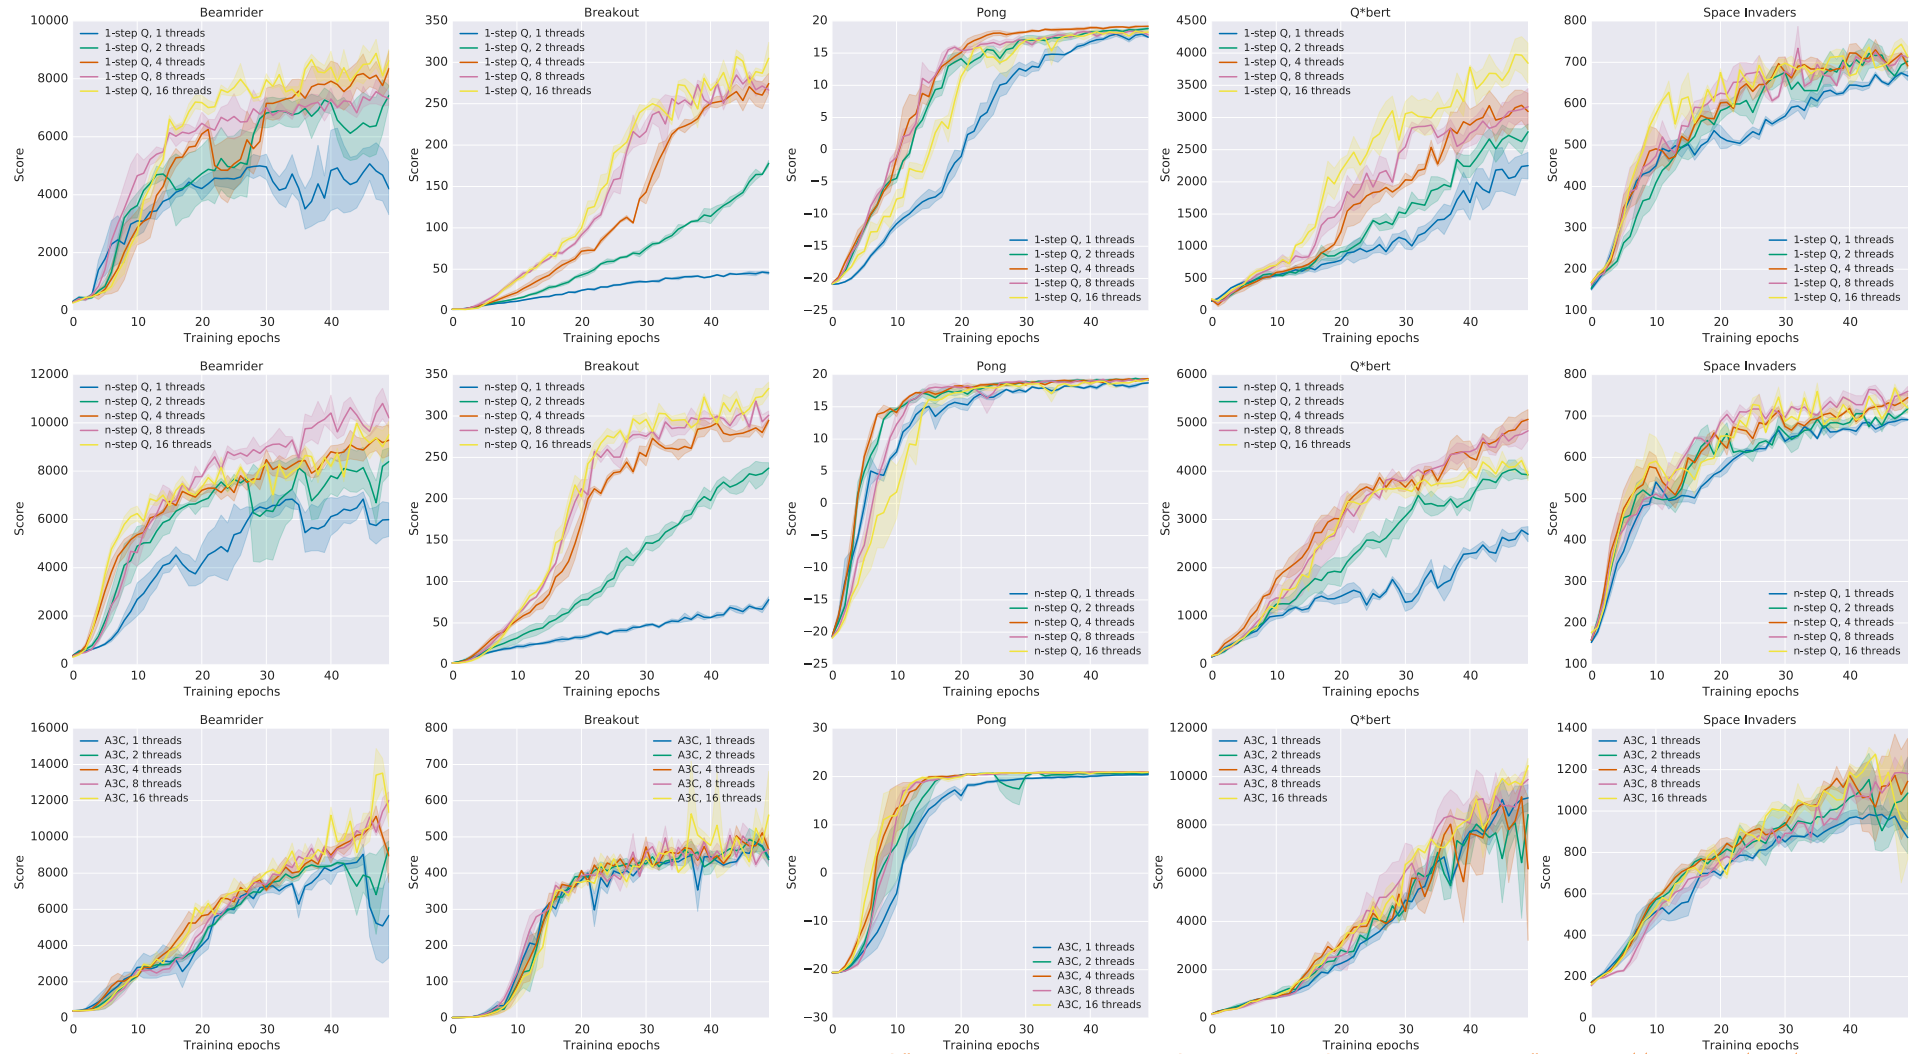 Beamrider
10000
8000
6000
4000
2000
0
Score
1-step Q, 1 threads
1-step Q, 2 threads
1-step Q, 4 threads
1-step Q, 8 threads
1-step Q, 16 threads
0 10 20 30 40
Training epochs
Breakout
350
300
250
200
150
100
50
0
Score
1-step Q, 1 threads
1-step Q, 2 threads
1-step Q, 4 threads
1-step Q, 8 threads
1-step Q, 16 threads
0 10 20 30 40
Training epochs
Pong
20
15
10
5
0
−5
−10
−15
−20
−25
Score
1-step Q, 1 threads
1-step Q, 2 threads
1-step Q, 4 threads
1-step Q, 8 threads
1-step Q, 16 threads
0 10 20 30 40
Training epochs
Q*bert
4500
4000
3500
3000
2500
2000
1500
1000
500
0
Score
1-step Q, 1 threads
1-step Q, 2 threads
1-step Q, 4 threads
1-step Q, 8 threads
1-step Q, 16 threads
0 10 20 30 40
Training epochs
Space Invaders
800
700
600
500
400
300
200
100
Score
1-step Q, 1 threads
1-step Q, 2 threads
1-step Q, 4 threads
1-step Q, 8 threads
1-step Q, 16 threads
0 10 20 30 40
Training epochs
Beamrider
12000
10000
8000
6000
4000
2000
0
Score
n-step Q, 1 threads
n-step Q, 2 threads
n-step Q, 4 threads
n-step Q, 8 threads
n-step Q, 16 threads
0 10 20 30 40
Training epochs
Breakout
350
300
250
200
150
100
50
0
Score
n-step Q, 1 threads
n-step Q, 2 threads
n-step Q, 4 threads
n-step Q, 8 threads
n-step Q, 16 threads
0 10 20 30 40
Training epochs
Pong
20
15
10
5
0
−5
−10
−15
−20
−25
Score
n-step Q, 1 threads
n-step Q, 2 threads
n-step Q, 4 threads
n-step Q, 8 threads
n-step Q, 16 threads
0 10 20 30 40
Training epochs
Q*bert
6000
5000
4000
3000
2000
1000
0
Score
n-step Q, 1 threads
n-step Q, 2 threads
n-step Q, 4 threads
n-step Q, 8 threads
n-step Q, 16 threads
0 10 20 30 40
Training epochs
Space Invaders
800
700
600
500
400
300
200
100
Score
n-step Q, 1 threads
n-step Q, 2 threads
n-step Q, 4 threads
n-step Q, 8 threads
n-step Q, 16 threads
0 10 20 30 40
Training epochs
Beamrider
16000
14000
12000
10000
8000
6000
4000
2000
0
Score
A3C, 1 threads
A3C, 2 threads
A3C, 4 threads
A3C, 8 threads
A3C, 16 threads
0 10 20 30 40
Training epochs
Breakout
800
700
600
500
400
300
200
100
0
Score
A3C, 1 threads
A3C, 2 threads
A3C, 4 threads
A3C, 8 threads
A3C, 16 threads
0 10 20 30 40
Training epochs
Pong
30
20
10
0
−10
−20
−30
Score
A3C, 1 threads
A3C, 2 threads
A3C, 4 threads
A3C, 8 threads
A3C, 16 threads
0 10 20 30 40
Training epochs
Q*bert
12000
10000
8000
6000
4000
2000
0
Score
A3C, 1 threads
A3C, 2 threads
A3C, 4 threads
A3C, 8 threads
A3C, 16 threads
0 10 20 30 40
Training epochs
Space Invaders
1400
1200
1000
800
600
400
200
0
Score
A3C, 1 threads
A3C, 2 threads
A3C, 4 threads
A3C, 8 threads
A3C, 16 threads
0 10 20 30 40
Training epochs